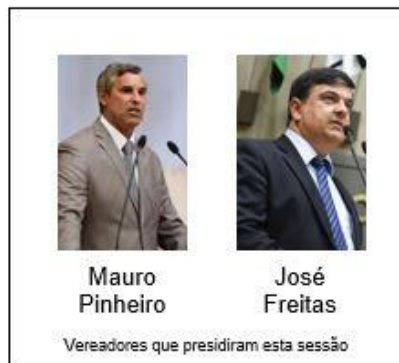 Mauro
Pinheiro
José
Freitas
Vereadores que presidiram esta sessão